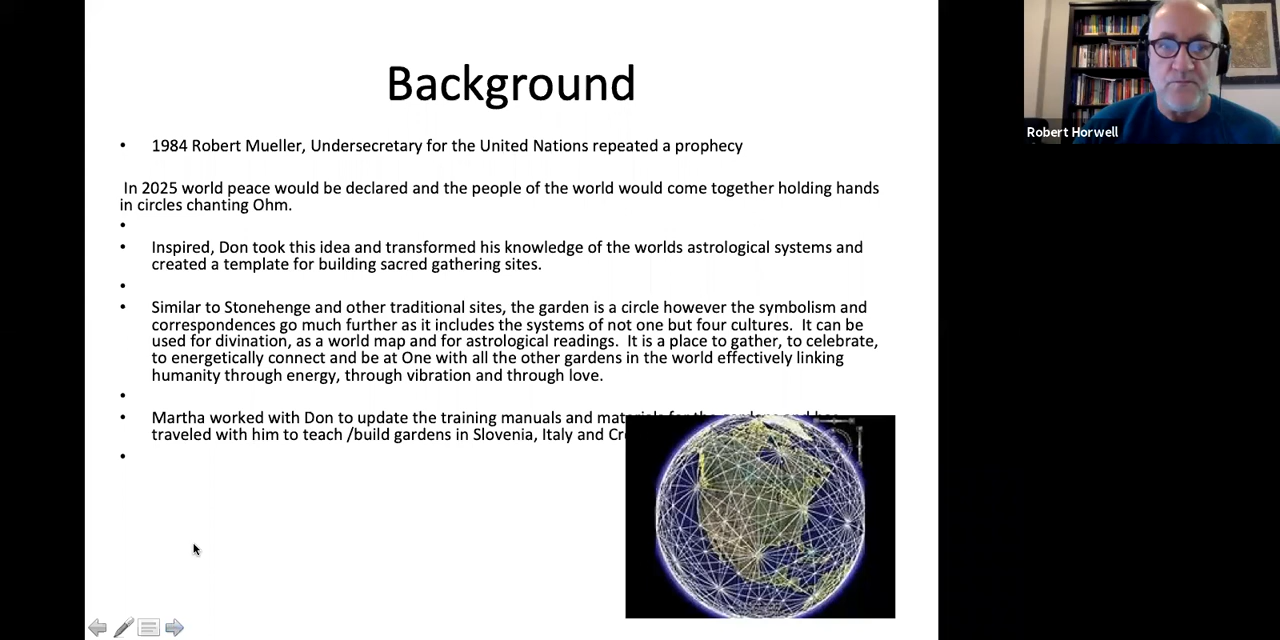 Background
• 1984 Robert Mueller, Undersecretary for the United Nations repeated a prophecy
In 2025 world peace would be declared and the people of the world would come together holding hands
in circles chanting Ohm.
•
• Inspired, Don took this idea and transformed his knowledge of the worlds astrological systems and
created a template for building sacred gathering sites.
•
• Similar to Stonehenge and other traditional sites, the garden is a circle however the symbolism and
correspondences go much further as it includes the systems of not one but four cultures. It can be
used for divination, as a world map and for astrological readings. It is a place to gather, to celebrate,
to energetically connect and be at One with all the other gardens in the world effectively linking
humanity through energy, through vibration and through love.
•
• Martha worked with Don to update the training manuals and
traveled with him to teach /build gardens in Slovenia, Italy and
•
Robert Horwell